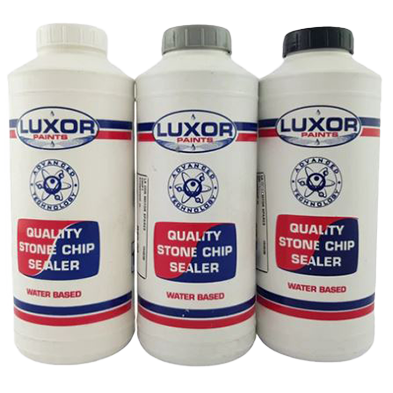 LUXOR
PAINTS
ADVANCED
TECHNOLOGY
QUALITY
STONE CHIP
SEALER
WATER BASED
LUXOR
PAINTS
ADVANCED
TECHNOLOGY
QUALITY
STONE CHIP
SEALER
WATER BASED
LUXOR
PAINTS
ADVANCED
TECHNOLOGY
QUALITY
STONE CHIP
SEALER
WATER BASED